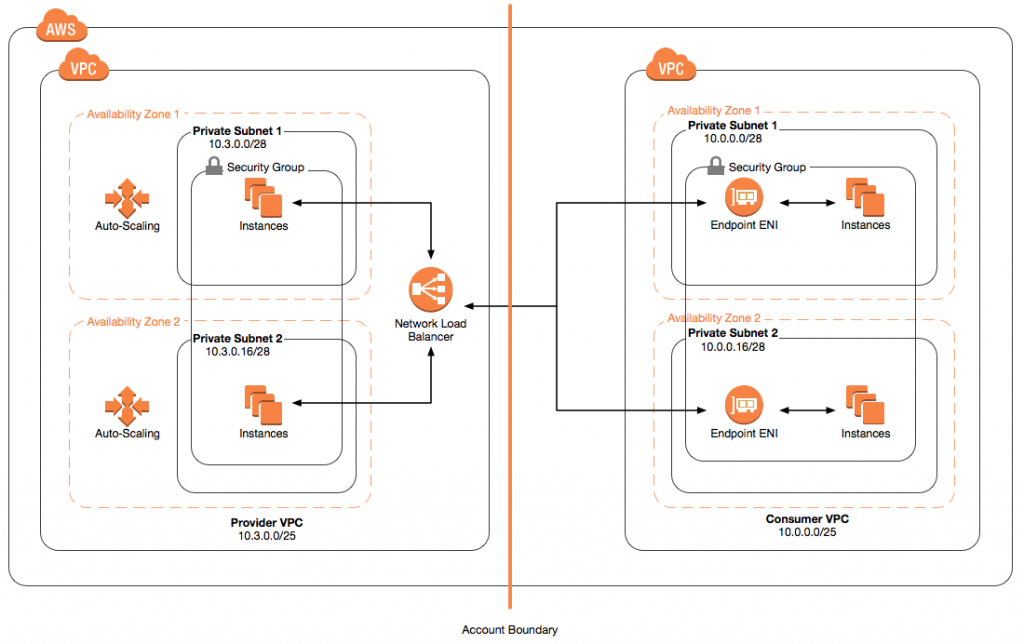 AWS
VPC
Availability Zone 1
Private Subnet 1
10.3.0.0/28
Security Group
Auto-Scaling
Instances
Network Load
Balancer
Availability Zone 2
Private Subnet 2
10.3.0.16/28
Auto-Scaling
Instances
Provider VPC
10.3.0.0/25
VPC
Availability Zone 1
Private Subnet 1
10.0.0.0/28
Security Group
Endpoint ENI
Instances
Availability Zone 2
Private Subnet 2
10.0.0.16/28
Endpoint ENI
Instances
Consumer VPC
10.0.0.0/25
Account Boundary